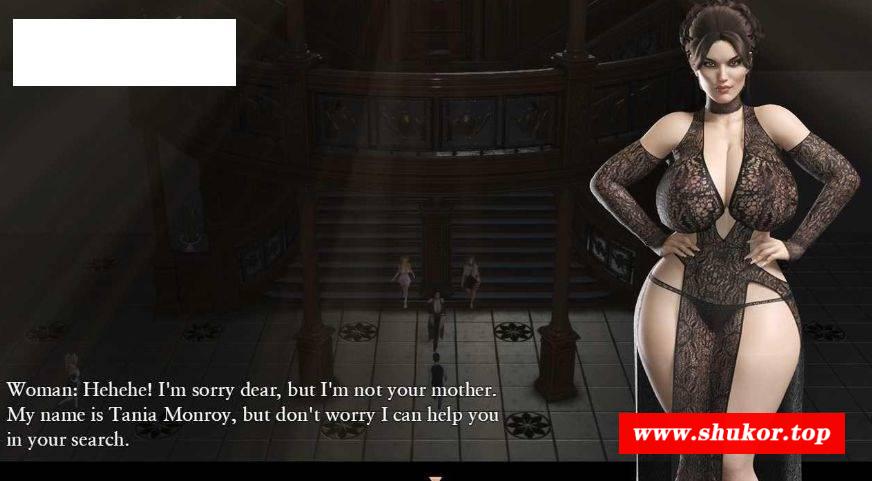 Woman: Hehehe! I'm sorry dear, but I'm not your mother.
My name is Tania Monroy, but don't worry I can help you
in your search.
www.shukor.top